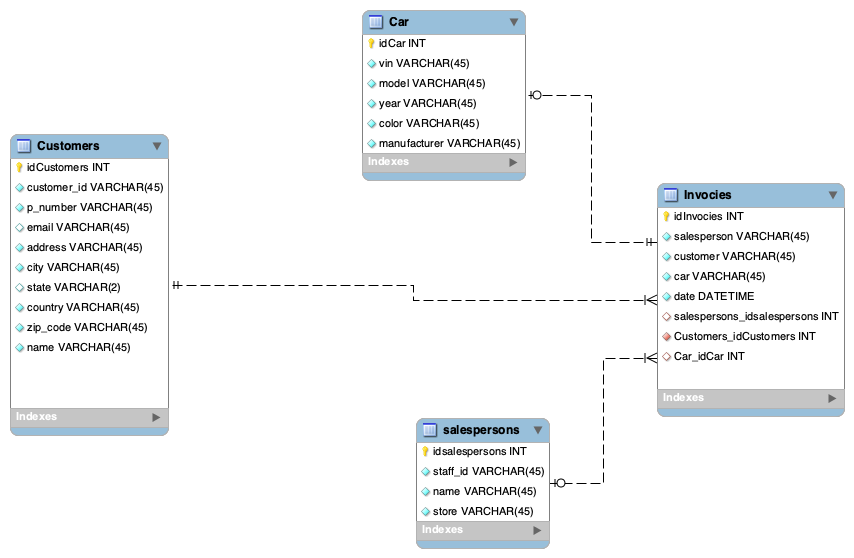 Car
idCar INT
vin VARCHAR(45)
model VARCHAR(45)
year VARCHAR(45)
color VARCHAR(45)
manufacturer VARCHAR(45)
Indexes
Customers
idCustomers INT
customer_id VARCHAR(45)
p_number VARCHAR(45)
email VARCHAR(45)
address VARCHAR(45)
city VARCHAR(45)
state VARCHAR(2)
country VARCHAR(45)
zip_code VARCHAR(45)
name VARCHAR(45)
Indexes
Invocies
idInvocies INT
salesperson VARCHAR(45)
customer VARCHAR(45)
car VARCHAR(45)
date DATETIME
salespersons_idsalespersons INT
Customers_idCustomers INT
Car_idCar INT
Indexes
salespersons
idsalespersons INT
staff_id VARCHAR(45)
name VARCHAR(45)
store VARCHAR(45)
Indexes